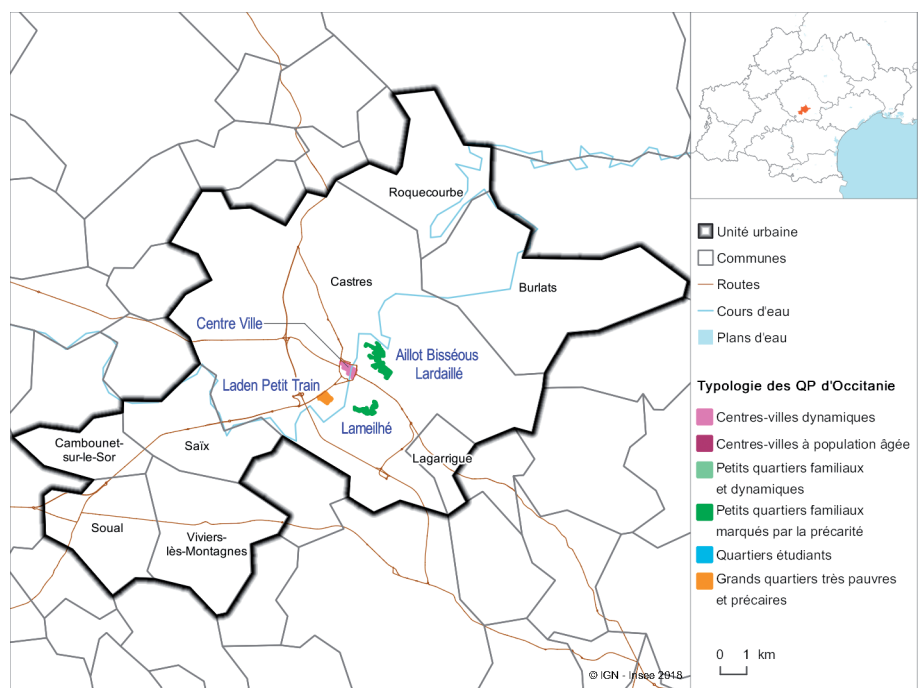 Roquecourbe
Castres
Burlats
Centre Ville
Aillot Bisséous
Lardaillé
Laden Petit Train
Lameilhé
Cambounet-
sur-le-Sor
Saïx
Lagarrigue
Soual
Viviers-
lès-Montagnes
© IGN - Insee 2018
Unité urbaine
Communes
Routes
Cours d'eau
Plans d'eau
Typologie des QP d'Occitanie
Centres-villes dynamiques
Centres-villes à population âgée
Petits quartiers familiaux
et dynamiques
Petits quartiers familiaux
marqués par la précarité
Quartiers étudiants
Grands quartiers très pauvres
et précaires
0 1 km